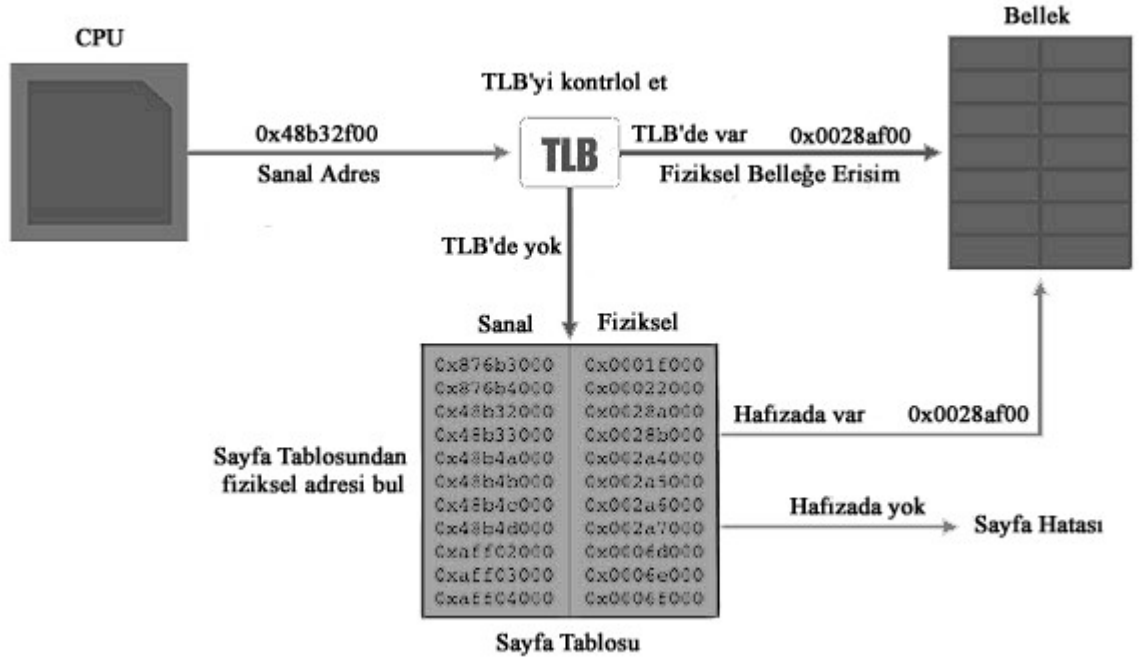 CPU
Bellek
TLB'yi kontrlol et
0x48b32f00
Sanal Adres
TLB
TLB'de var 0x0028af00
Fiziksel Belleğe Erisim
TLB'de yok
Sanal Fiziksel
0x876b3000 0x0001f000
0x876b4000 0x00022000
0x48b32000 0x0028a000
0x48b33000 0x0028b000
0x48b4a000 0x002a4000
0x48b4b000 0x002a5000
0x48b4c000 0x002a6000
0x48b4d000 0x002a7000
0xaff02000 0x0006d000
0xaff03000 0x0006e000
0xaff04000 0x0006f000
Sayfa Tablosundan
fiziksel adresi bul
Hafızada var 0x0028af00
Hafızada yok
Sayfa Hatası
Sayfa Tablosu